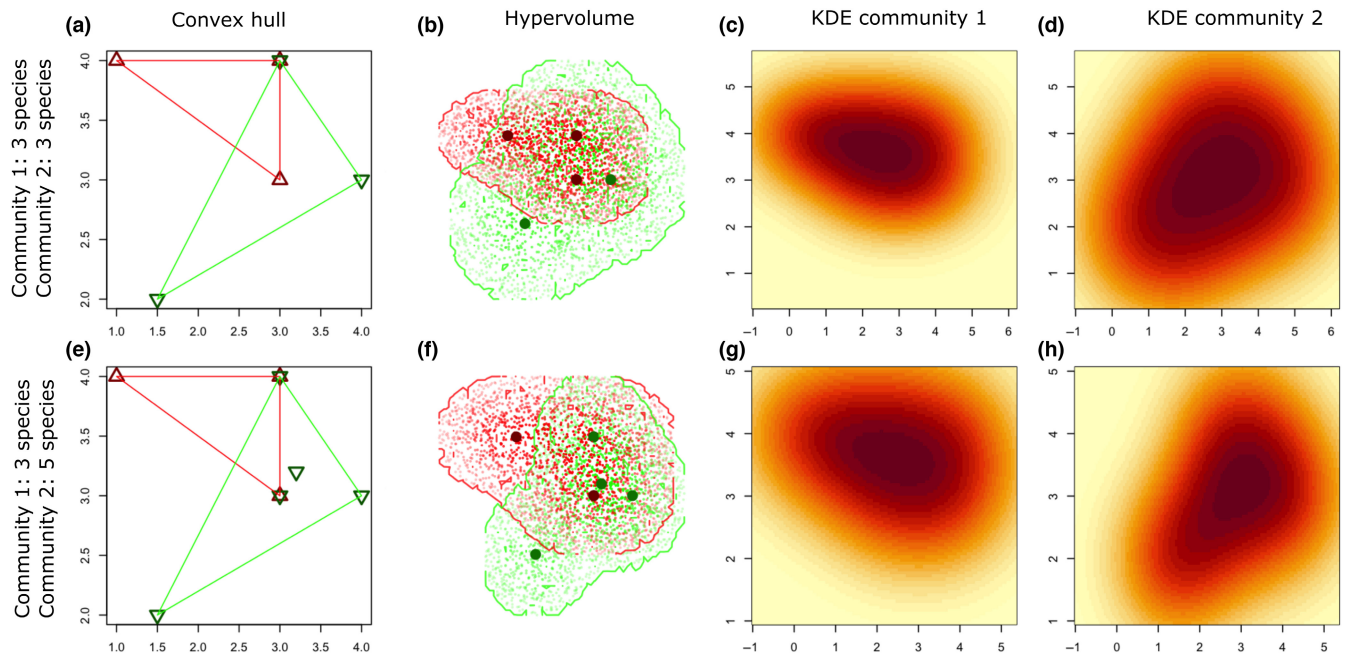 Convex hull
Hypervolume
KDE community 1
KDE community 2
(a)
(b)
(c)
(d)
Community 1: 3 species
Community 2: 3 species
4.0
3.5
3.0
2.5
2.0
1.0 1.5 2.0 2.5 3.0 3.5 4.0
5
4
3
2
1
−1 0 1 2 3 4 5 6
5
4
3
2
1
−1 0 1 2 3 4 5 6
(e)
(f)
(g)
(h)
Community 1: 3 species
Community 2: 5 species
4.0
3.5
3.0
2.5
2.0
1.0 1.5 2.0 2.5 3.0 3.5 4.0
5
4
3
2
1
−1 0 1 2 3 4 5
5
4
3
2
1
−1 0 1 2 3 4 5